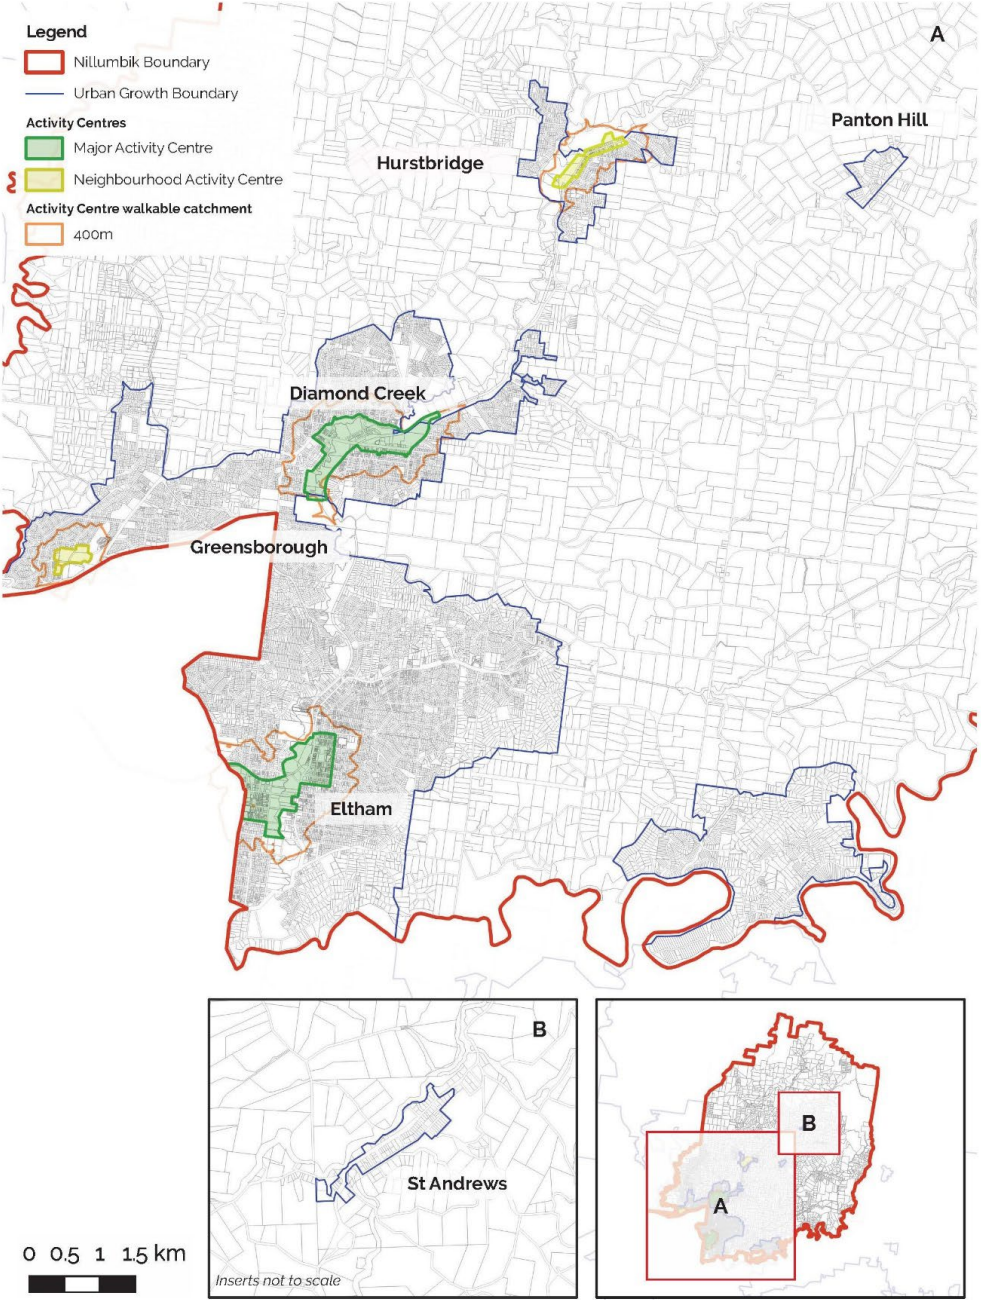 Legend
A
Nillumbik Boundary
Urban Growth Boundary
Activity Centres
Major Activity Centre
Neighbourhood Activity Centre
Activity Centre walkable catchment
400m
Panton Hill
Hurstbridge
Diamond Creek
Greensborough
Eltham
B
St Andrews
Inserts not to scale
B
A
0 0.5 1 1.5 km